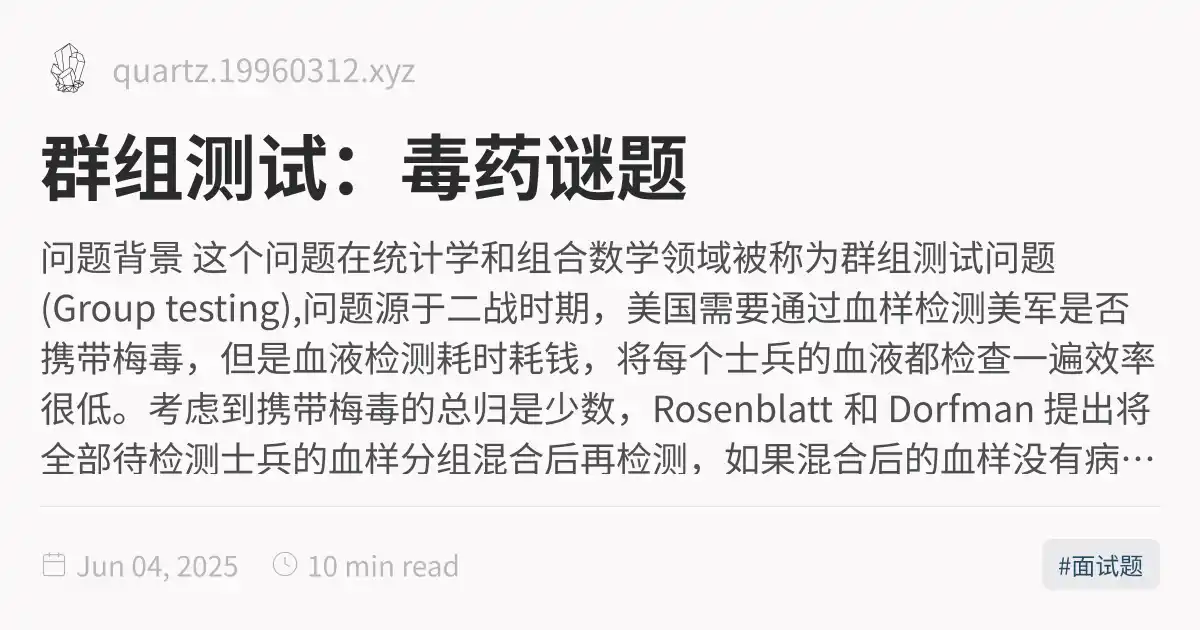 quartz.19960312.xyz
群组测试：毒药谜题
问题背景 这个问题在统计学和组合数学领域被称为群组测试问题
(Group testing),问题源于二战时期，美国需要通过血样检测美军是否
携带梅毒，但是血液检测耗时耗钱，将每个士兵的血液都检查一遍效率
很低。考虑到携带梅毒的总归是少数，Rosenblatt 和 Dorfman 提出将
全部待检测士兵的血样分组混合后再检测，如果混合后的血样没有病…
Jun 04, 2025 10 min read #面试题